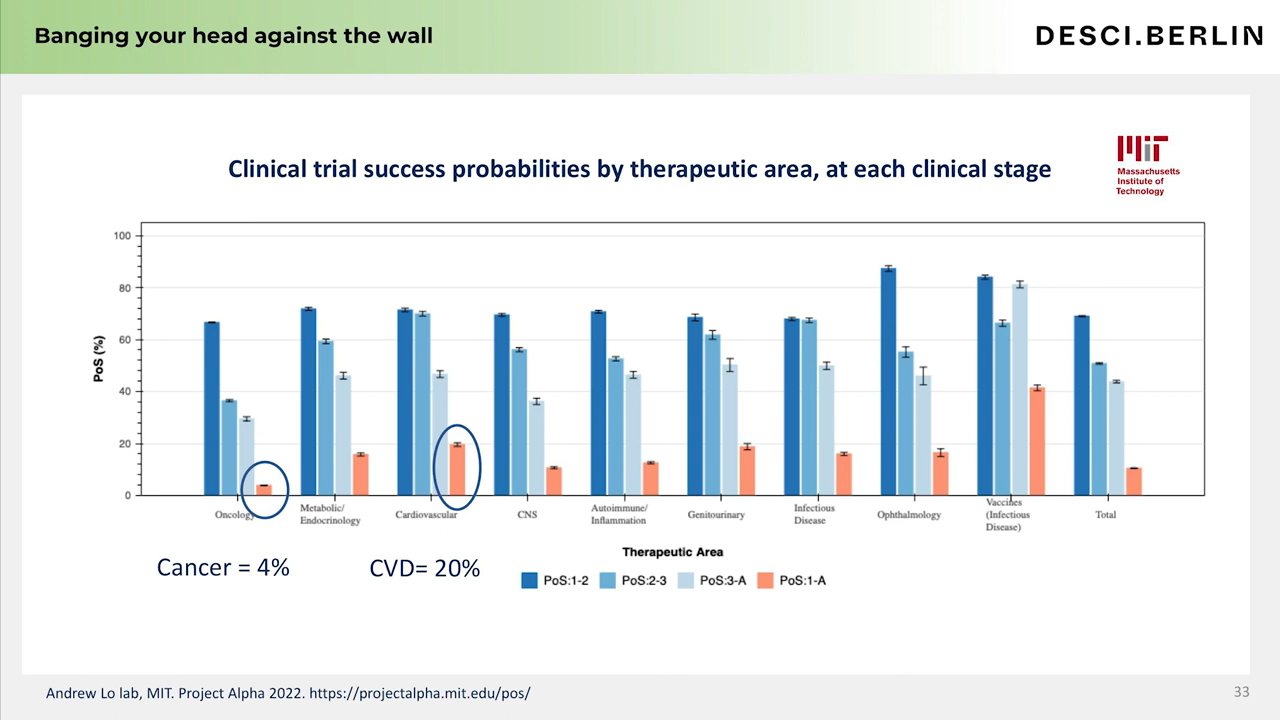 Banging your head against the wall
DESCI.BERLIN
Clinical trial success probabilities by therapeutic area, at each clinical stage
MIT
Massachusetts
Institute of
Technology
PoS (%)
100
80
60
40
20
0
Oncology
Metabolic/
Endocrinology
Cardiovascular
CNS
Autoimmune/
Inflammation
Genitourinary
Infectious
Disease
Ophthalmology
Vaccines
(Infectious
Disease)
Total
Therapeutic Area
PoS:1-2 PoS:2-3 PoS:3-A PoS:1-A
Cancer = 4%
CVD= 20%
Andrew Lo lab, MIT. Project Alpha 2022. https://projectalpha.mit.edu/pos/
33